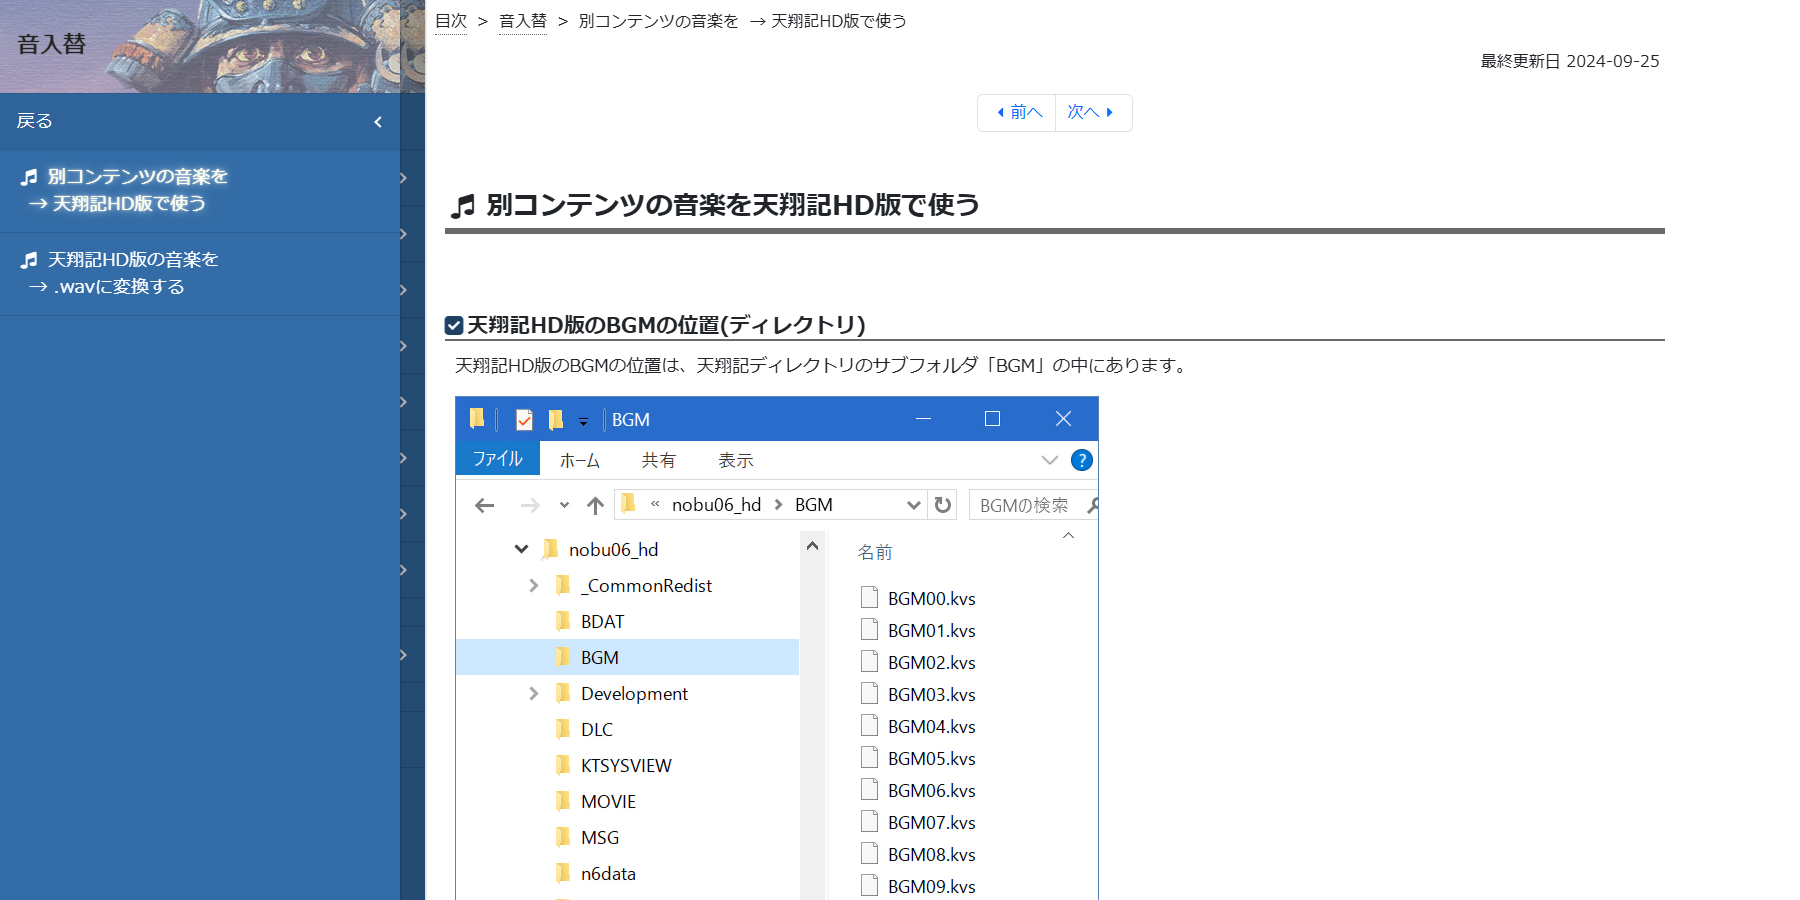 音入替
戻る
別コンテンツの音楽を
→ 天翔記HD版で使う
天翔記HD版の音楽を
→ .wavに変換する
目次 > 音入替 > 別コンテンツの音楽を → 天翔記HD版で使う
最終更新日 2024-09-25
前へ 次へ
別コンテンツの音楽を天翔記HD版で使う
天翔記HD版のBGMの位置(ディレクトリ)
天翔記HD版のBGMの位置は、天翔記ディレクトリのサブフォルダ「BGM」の中にあります。
BGM
ファイル ホーム 共有 表示
« nobu06_hd > BGM BGMの検索
nobu06_hd
_CommonRedist
BDAT
BGM
Development
DLC
KTSYSVIEW
MOVIE
MSG
n6data
名前
BGM00.kvs
BGM01.kvs
BGM02.kvs
BGM03.kvs
BGM04.kvs
BGM05.kvs
BGM06.kvs
BGM07.kvs
BGM08.kvs
BGM09.kvs